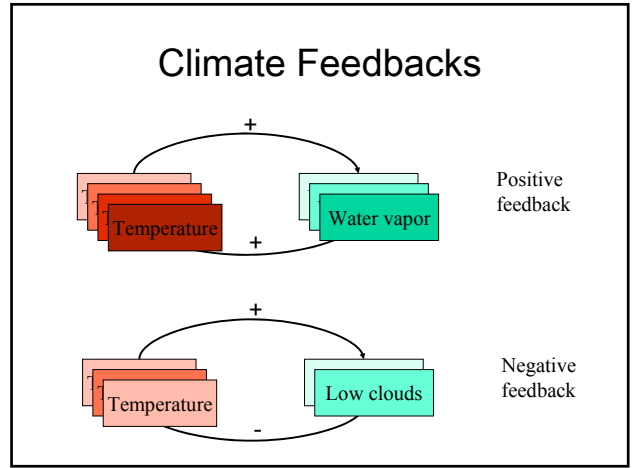 Climate Feedbacks
+
Positive
feedback
Water vapor
Temperature
+
+
Negative
feedback
Temperature
Low clouds
-